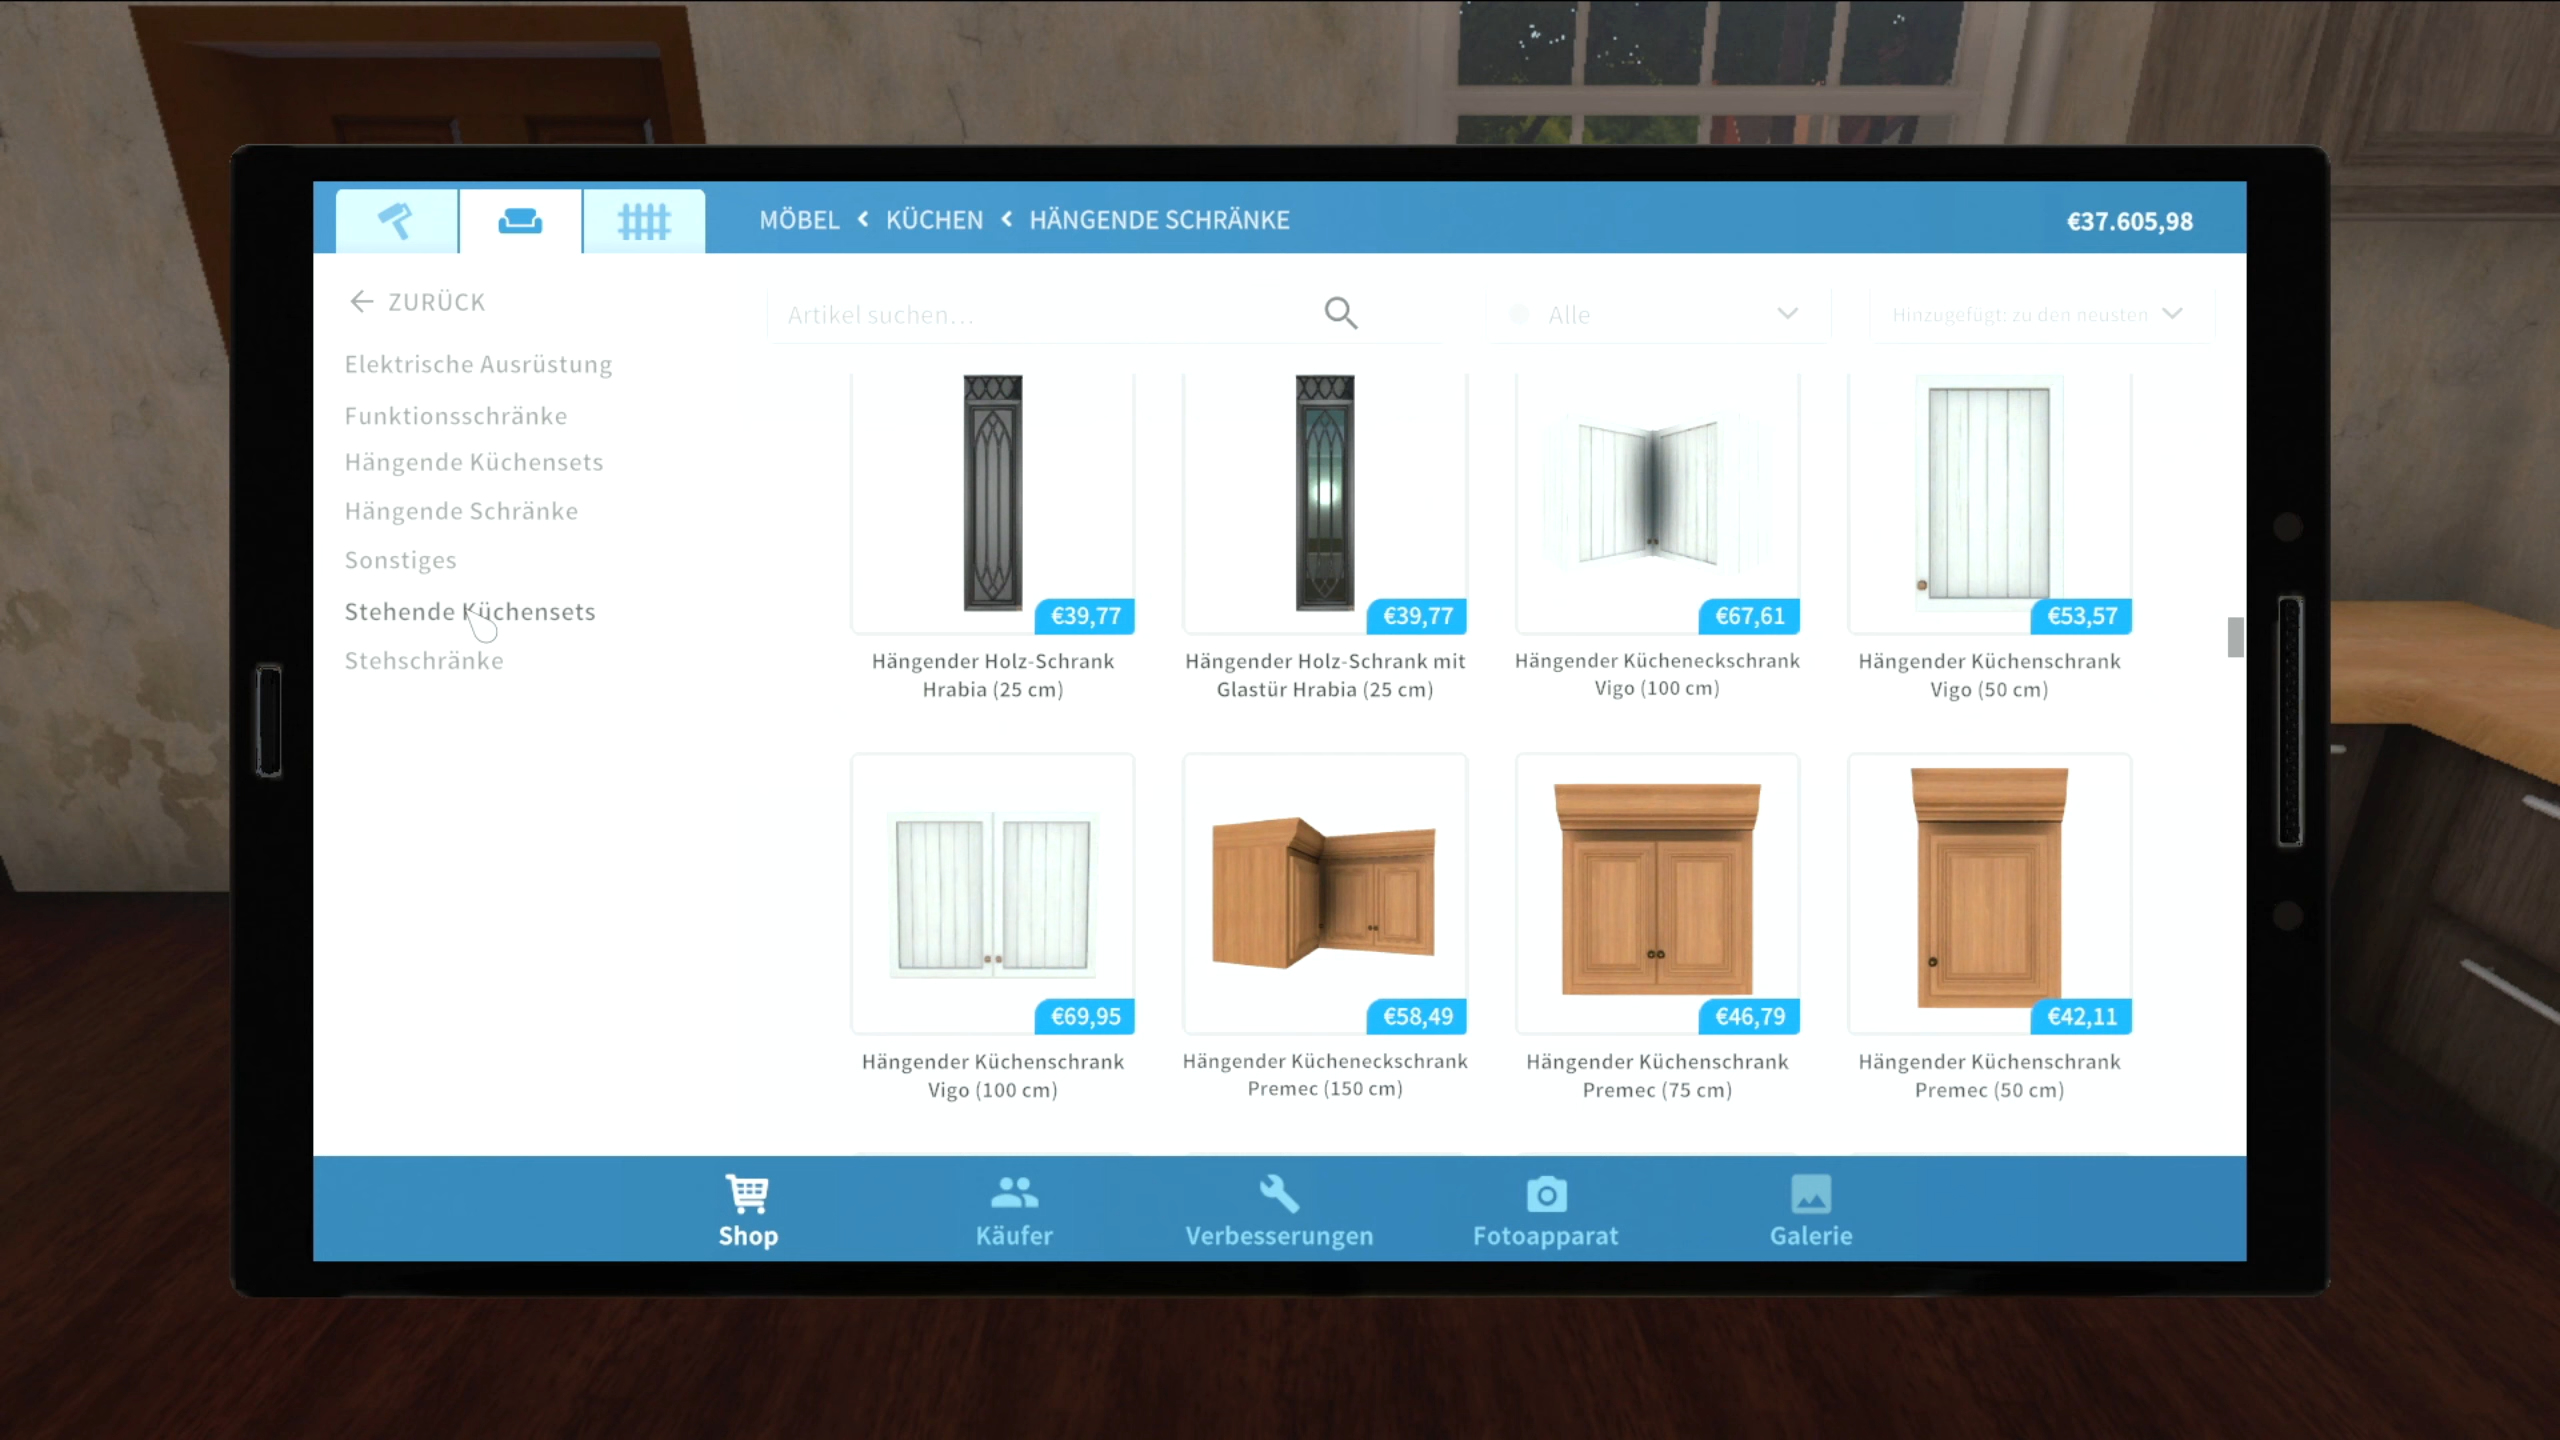 MÖBEL < KÜCHEN < HÄNGENDE SCHRÄNKE
€37.605,98
ZURÜCK
Artikel suchen...
Alle
Hinzugefügt: zu den neusten
Elektrische Ausrüstung
Funktionsschränke
Hängende Küchensets
Hängende Schränke
Sonstiges
Stehende Küchensets
Stehschränke
€39,77
€39,77
€67,61
€53,57
Hängender Holz-Schrank
Hrabia (25 cm)
Hängender Holz-Schrank mit
Glastür Hrabia (25 cm)
Hängender Kücheneckschrank
Vigo (100 cm)
Hängender Küchenschrank
Vigo (50 cm)
€69,95
€58,49
€46,79
€42,11
Hängender Küchenschrank
Vigo (100 cm)
Hängender Kücheneckschrank
Premec (150 cm)
Hängender Küchenschrank
Premec (75 cm)
Hängender Küchenschrank
Premec (50 cm)
Shop
Käufer
Verbesserungen
Fotoapparat
Galerie